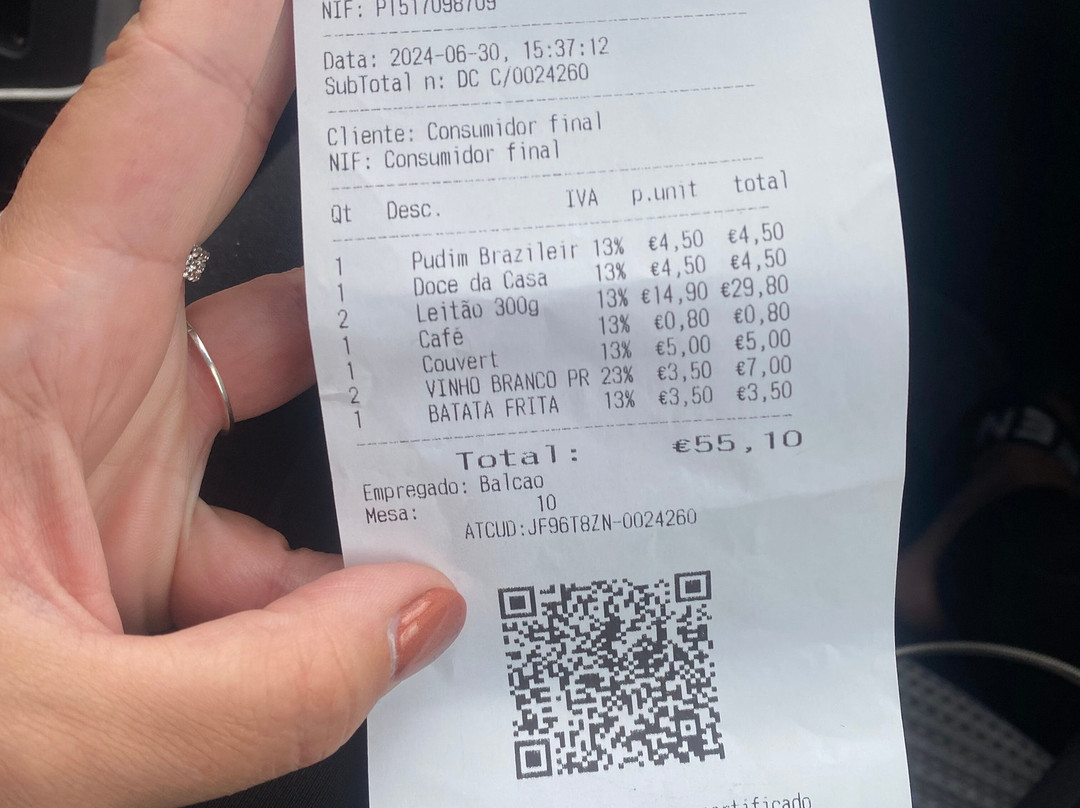 NIF: PT517098709
Data: 2024-06-30, 15:37:12
SubTotal n: DC C/0024260
Cliente: Consumidor final
NIF: Consumidor final
Qt Desc. IVA p.unit total
1 Pudim Brazileir 13% €4,50 €4,50
1 Doce da Casa 13% €4,50 €4,50
2 Leitão 300g 13% €14,90 €29,80
1 Café 13% €0,80 €0,80
1 Couvert 13% €5,00 €5,00
2 VINHO BRANCO PR 23% €3,50 €7,00
1 BATATA FRITA 13% €3,50 €3,50
Total: €55,10
Empregado: Balcao
Mesa: 10
ATCUD:JF96T8ZN-0024260